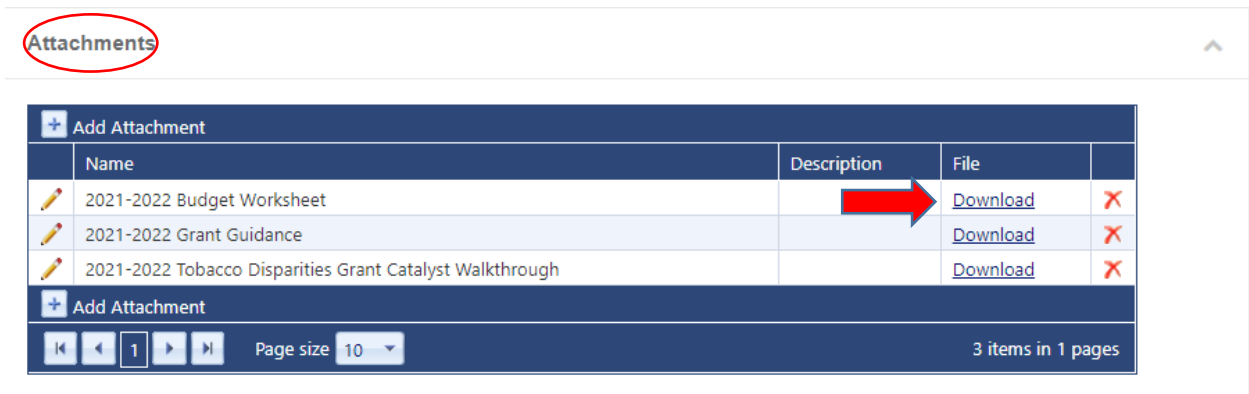 Attachments
Add Attachment
Name Description File
2021-2022 Budget Worksheet Download
2021-2022 Grant Guidance Download
2021-2022 Tobacco Disparities Grant Catalyst Walkthrough Download
Add Attachment
1 Page size 10 3 items in 1 pages